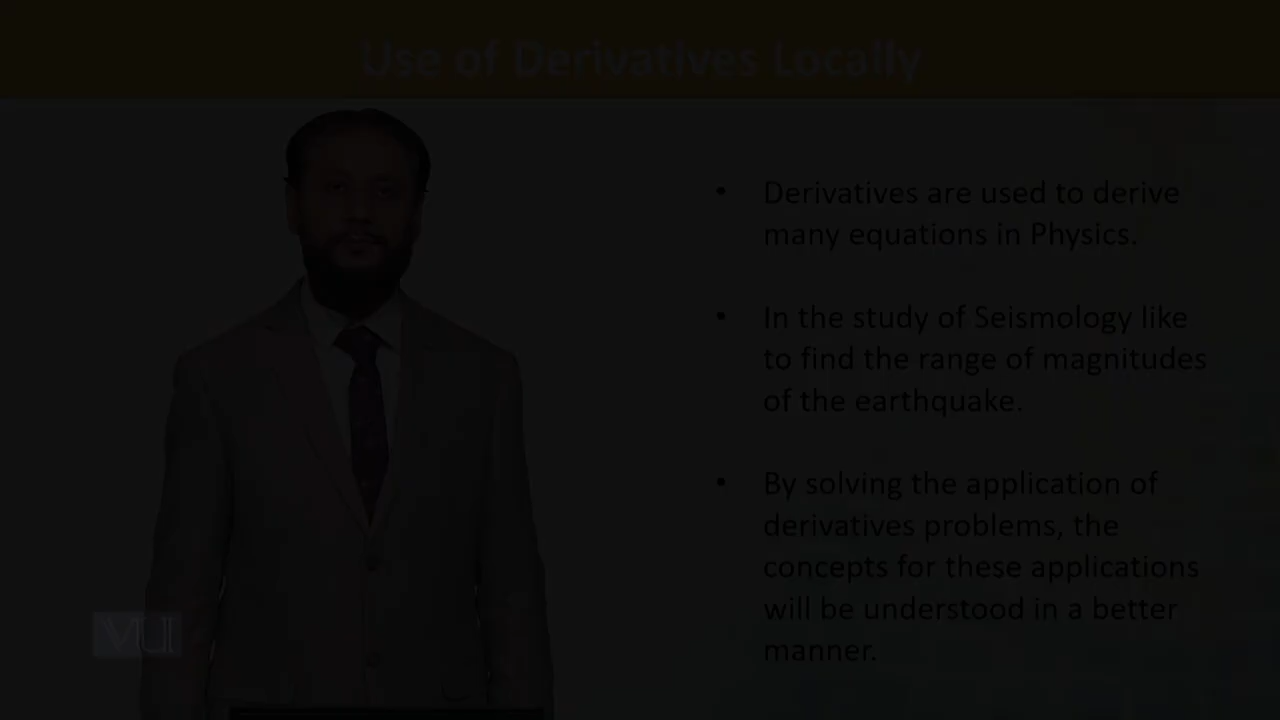 Use of Derivatives Locally
• Derivatives are used to derive
many equations in Physics.
• In the study of Seismology like
to find the range of magnitudes
of the earthquake.
• By solving the application of
derivatives problems, the
concepts for these applications
will be understood in a better
manner.
VU